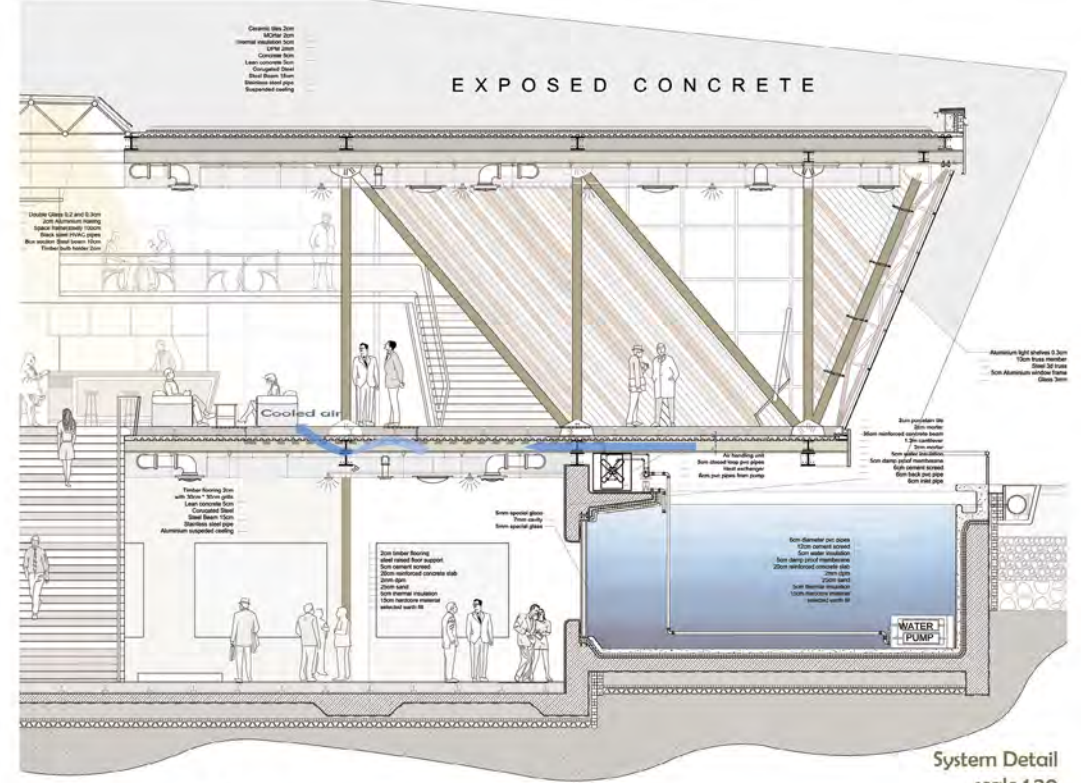 Ceramic tiles 2cm
MOrtar 2cm
Internal insulation 5cm
DPM 2mm
Concrete 8cm
Lean concrete 5cm
Corugated Steel
Steel Beam 15cm
Stainless steel pipe
Suspended ceiling
EXPOSED CONCRETE
Double Glass 0.2 and 0.3cm
2cm Aluminium
Space 100cm
Black steel HVAC pipes
Box section Steel beam 10cm
Timber bulb holder 2cm
Aluminium light shelves 0.3cm
10cm truss member
Steel 3d truss
5cm Aluminium window frame
Glass 3mm
Cooled air
2cm porcelain tile
2cm mortar
reinforced concrete beam
1.3m cantilever
2cm mortar
5cm water insulation
5cm damp proof membrane
6cm cement screed
6cm back pvc pipe
6cm inlet pipe
Air handling unit
5cm closed loop pvc pipes
Heat exchanger
6cm pvc pipes from pump
Timber flooring 2cm
with 30cm * 30cm grills
Lean concrete 5cm
Corugated Steel
Steel Beam 15cm
Stainless steel pipe
Aluminium suspeded ceiling
5mm special glass
7mm cavity
5mm special glass
2cm timber flooring
steel raised floor support
5cm cement screed
20cm reinforced concrete slab
2mm dpm
25cm sand
5cm thermal insulation
15cm hardcore material
selected earth fill
6cm diameter pvc pipes
12cm cement screed
5cm water insulation
5cm damp proof membrane
20cm reinforced concrete slab
2mm dpm
25cm sand
5cm thermal insulation
15cm hardcore material
selected earth fill
WATER
PUMP
System Detail